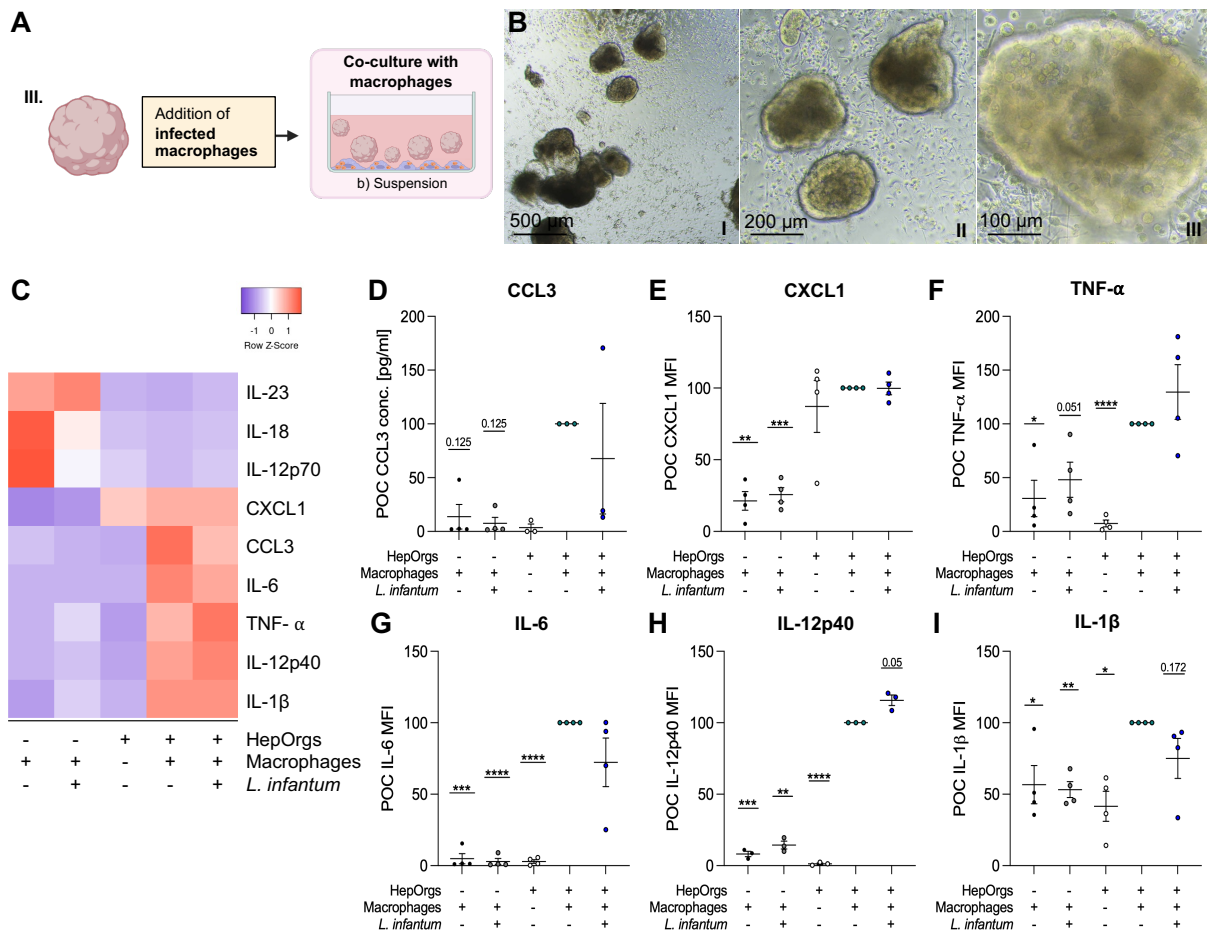 A
III.
Addition of
infected
macrophages
Co-culture with
macrophages
b) Suspension
B
500 µm
I
200 µm
II
100 µm
III
C
-1 0 1
Row Z-Score
IL-23
IL-18
IL-12p70
CXCL1
CCL3
IL-6
TNF- α
IL-12p40
IL-1β
- - + + + HepOrgs
+ + - + + Macrophages
- + - - + L. infantum
D
CCL3
POC CCL3 conc. [pg/ml]
200
150
100
50
0
0.125
0.125
HepOrgs - - + + +
Macrophages + + - + +
L. infantum - + - - +
E
CXCL1
POC CXCL1 MFI
150
100
50
0
**
***
- - + + +
+ + - + +
- + - - +
F
TNF-α
POC TNF-α MFI
200
150
100
50
0
*
0.051
****
- - + + +
+ + - + +
- + - - +
G
IL-6
POC IL-6 MFI
150
100
50
0
***
****
****
HepOrgs - - + + +
Macrophages + + - + +
L. infantum - + - - +
H
IL-12p40
POC IL-12p40 MFI
150
100
50
0
***
**
****
0.05
HepOrgs - - + + +
Macrophages + + - + +
L. infantum - + - - +
I
IL-1β
POC IL-1β MFI
150
100
50
0
*
**
*
0.172
HepOrgs - - + + +
Macrophages + + - + +
L. infantum - + - - +